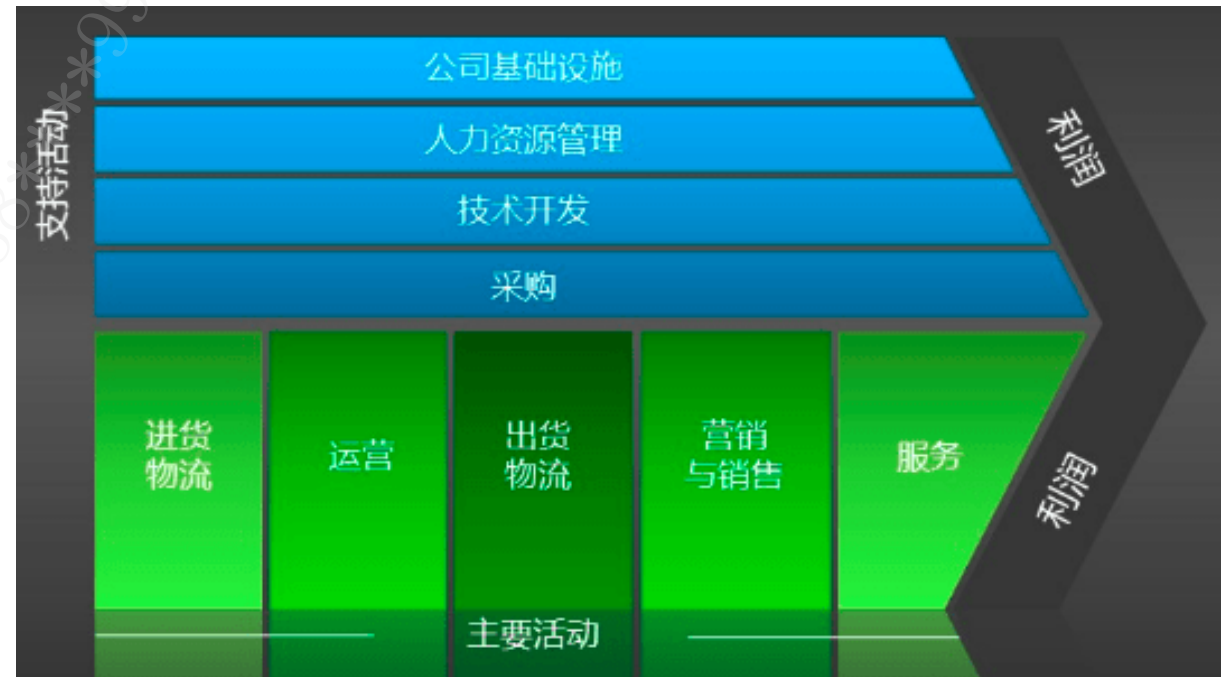 公司基础设施
人力资源管理
技术开发
采购
支持活动
利润
进货
物流
运营
出货
物流
营销
与销售
服务
利润
主要活动